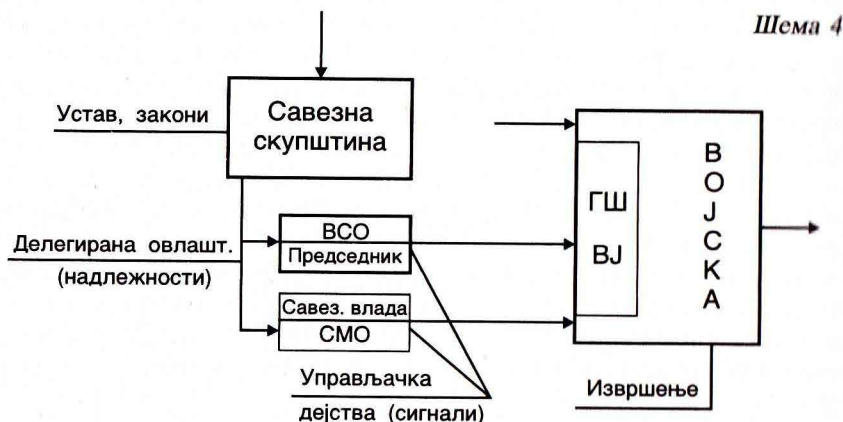 Шема 4
Савезна
скупштина
Устав, закони
ВСО
Председник
Делегирана овлашт.
(надлежности)
Савез. влада
СМО
Управљачка
дејства (сигнали)
ГШ
ВЈ
ВОЈСКА
Извршење